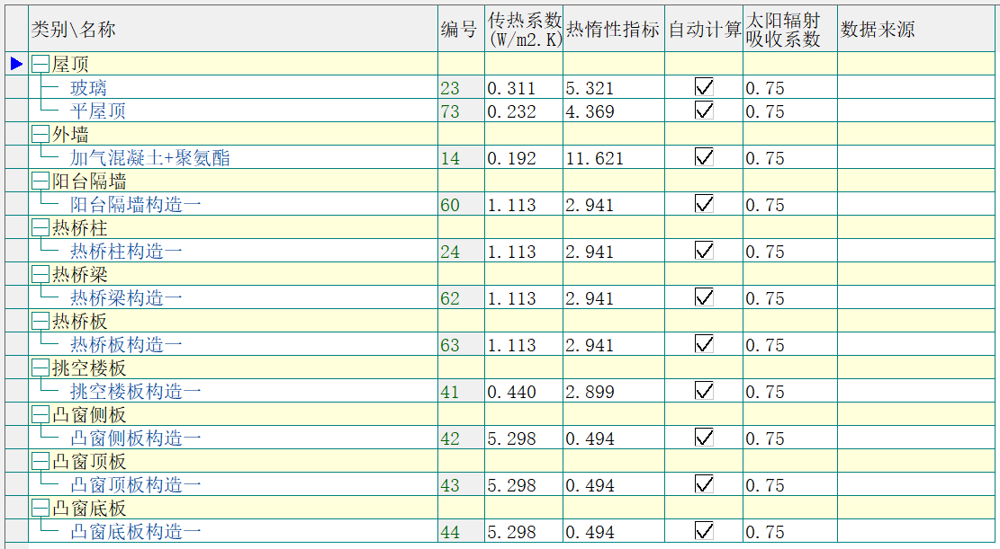 类别\名称 编号 传热系数(W/m2.K) 热惰性指标 自动计算 太阳辐射吸收系数 数据来源
屋顶
玻璃 23 0.311 5.321 0.75
平屋顶 73 0.232 4.369 0.75
外墙
加气混凝土+聚氨酯 14 0.192 11.621 0.75
阳台隔墙
阳台隔墙构造一 60 1.113 2.941 0.75
热桥柱
热桥柱构造一 24 1.113 2.941 0.75
热桥梁
热桥梁构造一 62 1.113 2.941 0.75
热桥板
热桥板构造一 63 1.113 2.941 0.75
挑空楼板
挑空楼板构造一 41 0.440 2.899 0.75
凸窗侧板
凸窗侧板构造一 42 5.298 0.494 0.75
凸窗顶板
凸窗顶板构造一 43 5.298 0.494 0.75
凸窗底板
凸窗底板构造一 44 5.298 0.494 0.75